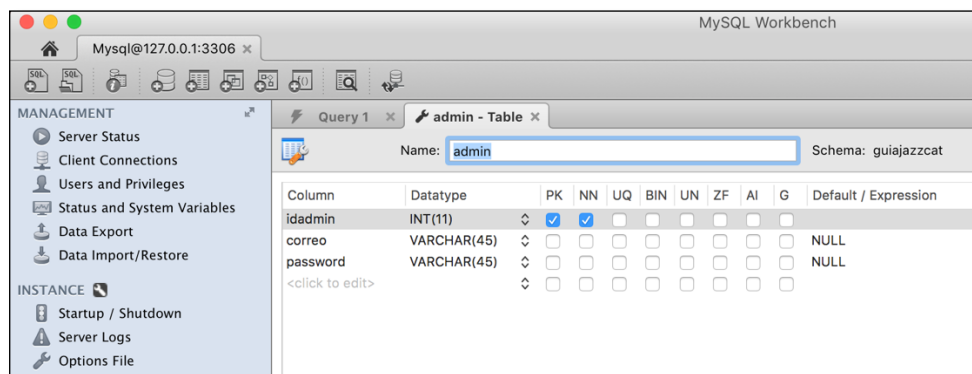 MySQL Workbench
Mysql@127.0.0.1:3306 ×
SQL SQL
MANAGEMENT
Server Status
Client Connections
Users and Privileges
Status and System Variables
Data Export
Data Import/Restore
INSTANCE
Startup / Shutdown
Server Logs
Options File
Query 1 × admin - Table ×
Name: admin Schema: guiajazzcat
Column Datatype PK NN UQ BIN UN ZF AI G Default / Expression
idadmin INT(11)
correo VARCHAR(45) NULL
password VARCHAR(45) NULL
<click to edit>